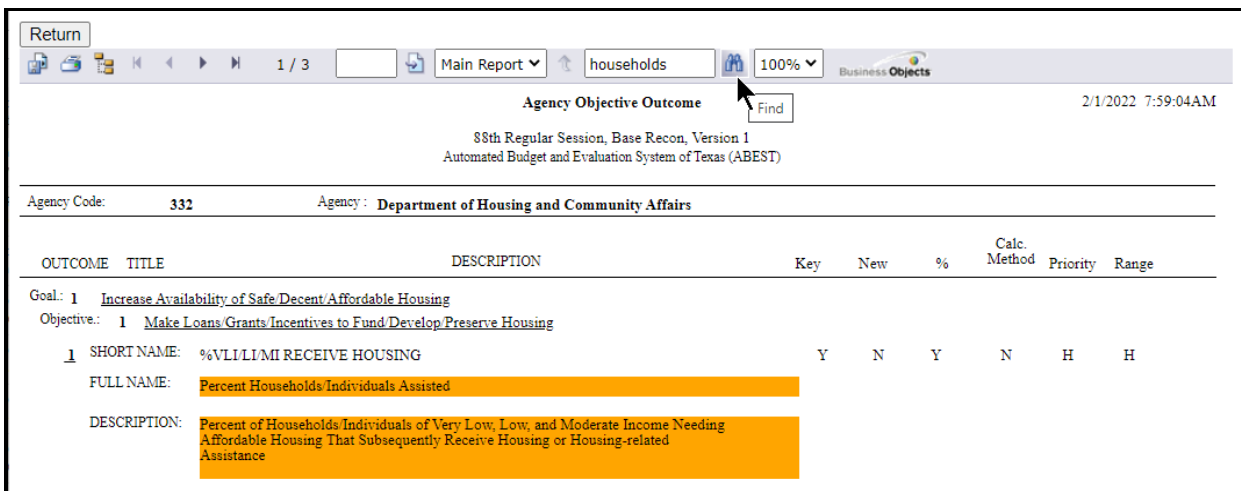 Return
1 / 3 Main Report households 100% Business Objects
Find
Agency Objective Outcome 2/1/2022 7:59:04AM
88th Regular Session, Base Recon, Version 1
Automated Budget and Evaluation System of Texas (ABEST)
Agency Code: 332 Agency : Department of Housing and Community Affairs
OUTCOME TITLE DESCRIPTION Key New % Calc. Method Priority Range
Goal.: 1 Increase Availability of Safe/Decent/Affordable Housing
Objective.: 1 Make Loans/Grants/Incentives to Fund/Develop/Preserve Housing
1 SHORT NAME: %VLI/LI/MI RECEIVE HOUSING Y N Y N H H
FULL NAME: Percent Households/Individuals Assisted
DESCRIPTION: Percent of Households/Individuals of Very Low, Low, and Moderate Income Needing
Affordable Housing That Subsequently Receive Housing or Housing-related
Assistance